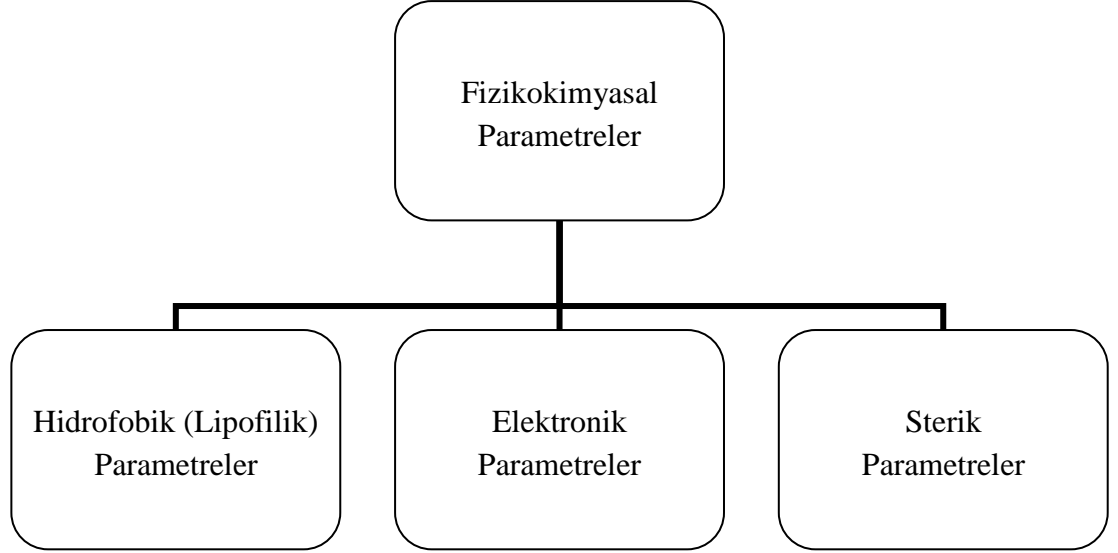 Fizikokimyasal
Parametreler
Hidrofobik (Lipofilik)
Parametreler
Elektronik
Parametreler
Sterik
Parametreler